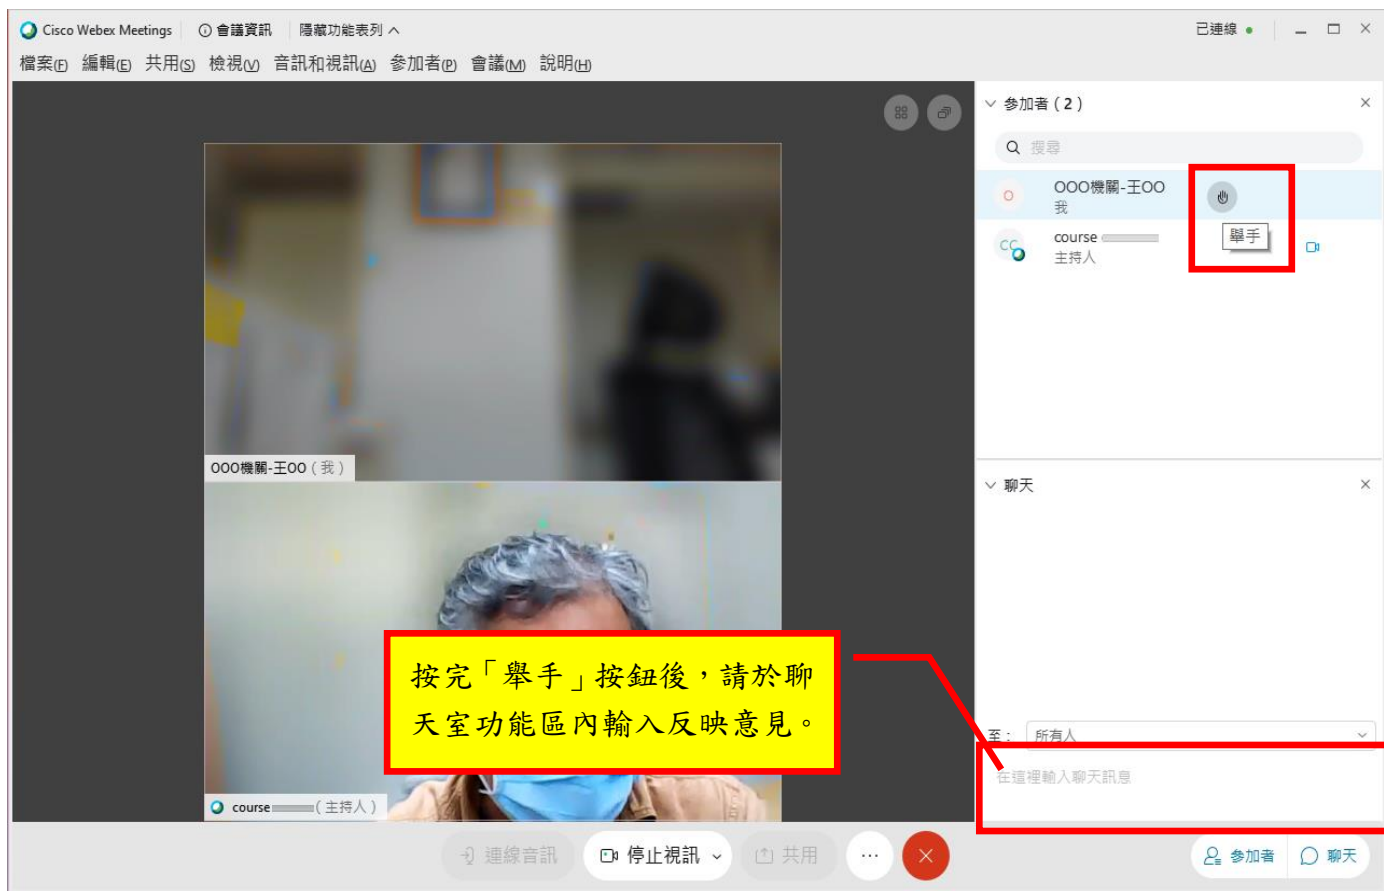 Cisco Webex Meetings
會議資訊
隱藏功能表列
已連線
檔案(F) 編輯(E) 共用(S) 檢視(V) 音訊和視訊(A) 參加者(P) 會議(M) 說明(H)
參加者 ( 2 )
搜尋
O
OOO機關-王OO
我
舉手
CC
course
主持人
OOO機關-王OO ( 我 )
聊天
按完「舉手」按鈕後，請於聊
天室功能區內輸入反映意見。
至： 所有人
在這裡輸入聊天訊息
course ( 主持人 )
連線音訊
停止視訊
共用
參加者
聊天